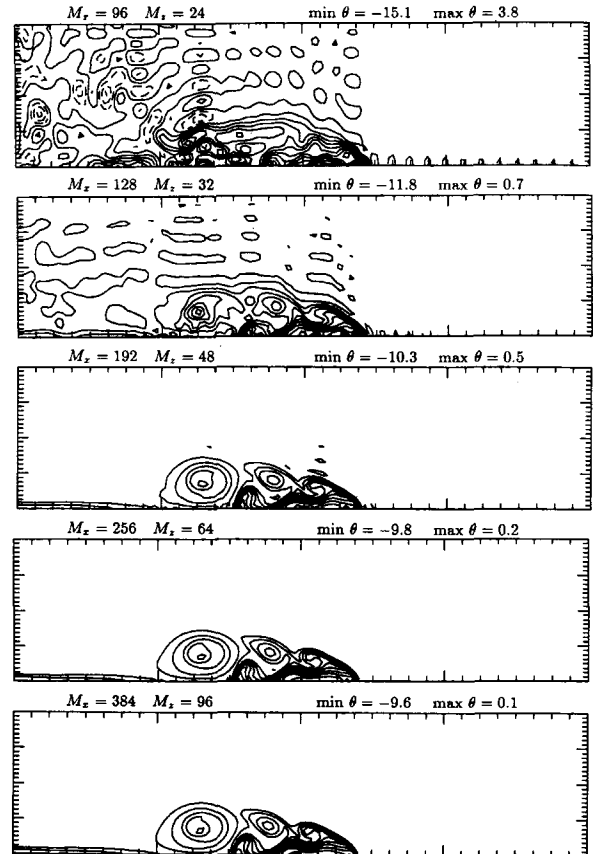 M_x = 96 M_z = 24 min θ = −15.1 max θ = 3.8
M_x = 128 M_z = 32 min θ = −11.8 max θ = 0.7
M_x = 192 M_z = 48 min θ = −10.3 max θ = 0.5
M_x = 256 M_z = 64 min θ = −9.8 max θ = 0.2
M_x = 384 M_z = 96 min θ = −9.6 max θ = 0.1